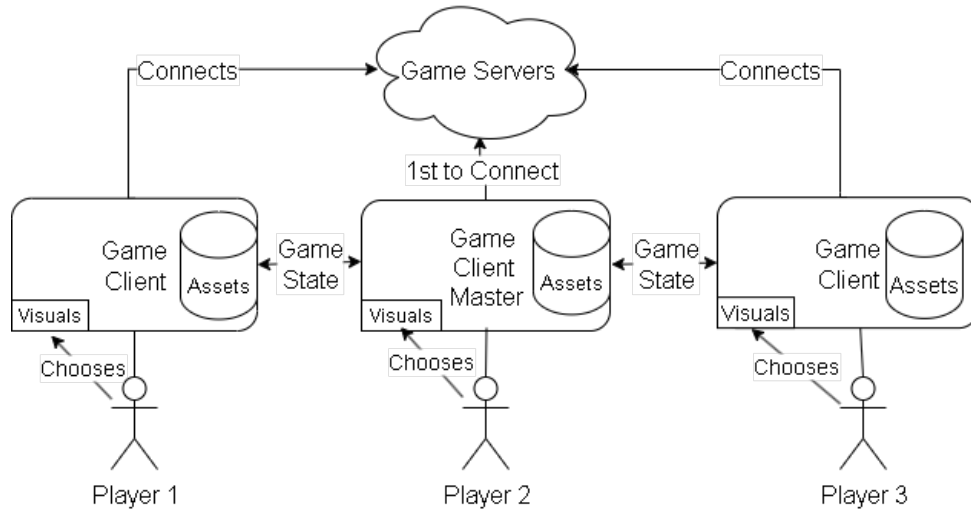 Connects
Game Servers
Connects
1st to Connect
Game
Client
Assets
Visuals
Game
State
Game
Client
Master
Assets
Visuals
Game
State
Game
Client
Assets
Visuals
Chooses
Chooses
Chooses
Player 1
Player 2
Player 3